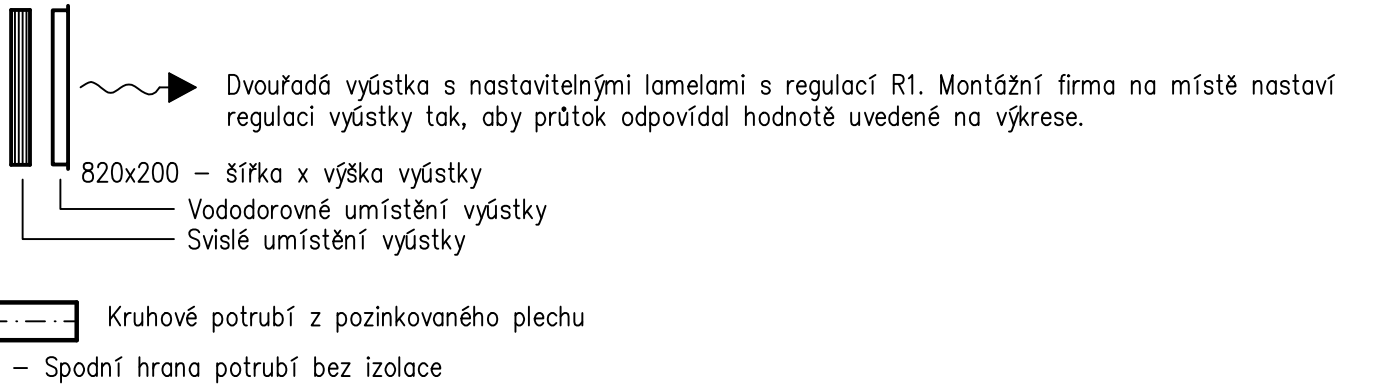 Dvouřadá vyústka s nastavitelnými lamelami s regulací R1. Montážní firma na místě nastaví
regulaci vyústky tak, aby průtok odpovídal hodnotě uvedené na výkrese.
820x200 – šířka x výška vyústky
Vododorovné umístění vyústky
Svislé umístění vyústky
Kruhové potrubí z pozinkovaného plechu
– Spodní hrana potrubí bez izolace